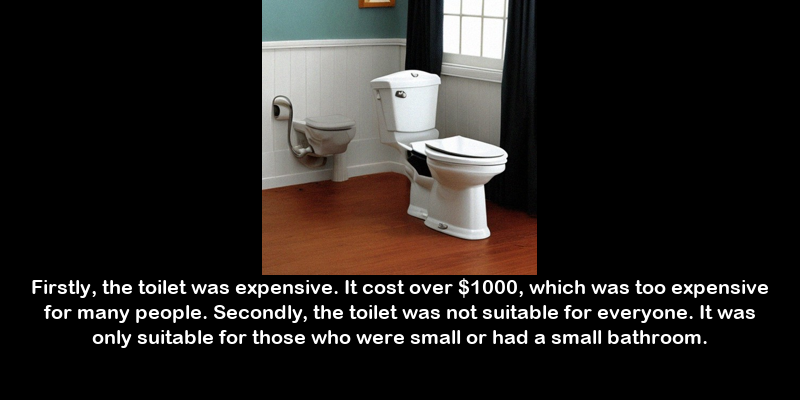 Firstly, the toilet was expensive. It cost over $1000, which was too expensive
for many people. Secondly, the toilet was not suitable for everyone. It was
only suitable for those who were small or had a small bathroom.